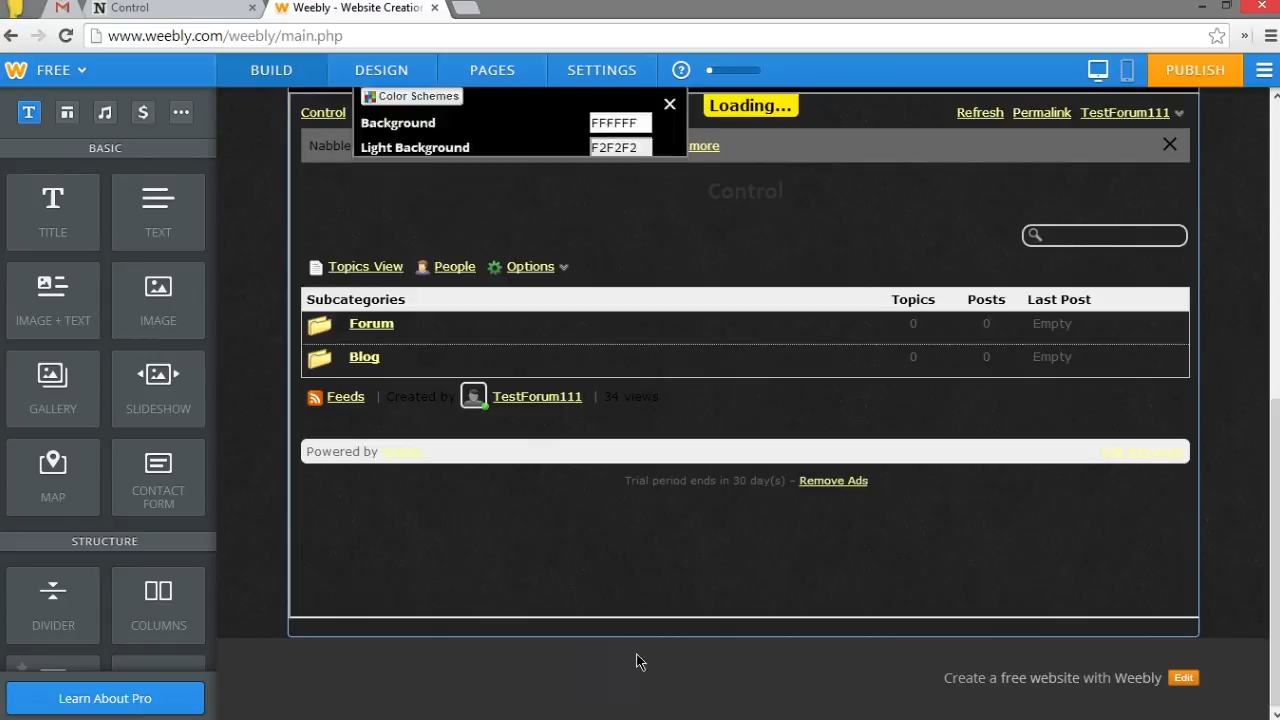 Control
Weebly - Website Creation
www.weebly.com/weebly/main.php
FREE
BUILD
DESIGN
PAGES
SETTINGS
PUBLISH
BASIC
TITLE
TEXT
IMAGE + TEXT
IMAGE
GALLERY
SLIDESHOW
MAP
CONTACT
FORM
STRUCTURE
DIVIDER
COLUMNS
Learn About Pro
Control
Color Schemes
Background
FFFFFF
Light Background
F2F2F2
Loading...
Refresh
Permalink
TestForum111
Nabble
more
Control
Topics View
People
Options
Subcategories Topics Posts Last Post
Forum 0 0 Empty
Blog 0 0 Empty
Feeds | Created by TestForum111 | 34 views
Powered by
Trial period ends in 30 day(s) – Remove Ads
Create a free website with Weebly
Edit